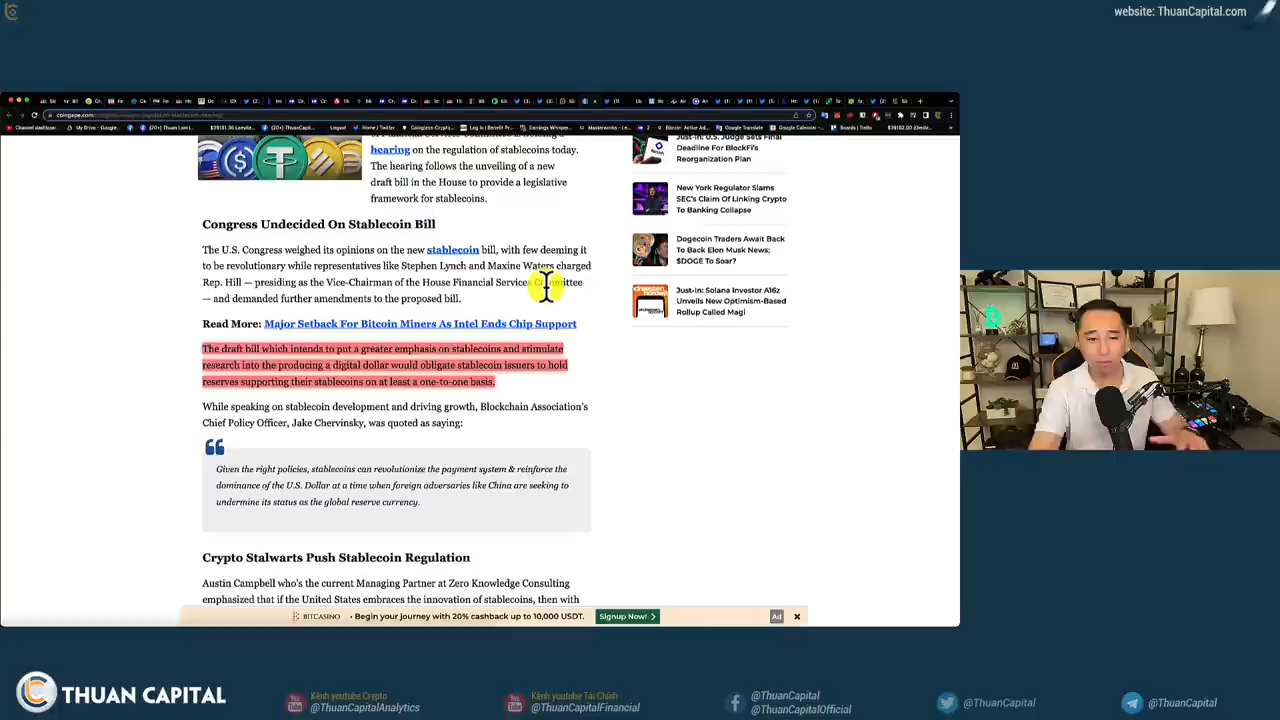 website: ThuanCapital.com
coingape.com
of Financial Services Committee is holding a
hearing on the regulation of stablecoins today.
The hearing follows the unveiling of a new
draft bill in the House to provide a legislative
framework for stablecoins.
Congress Undecided On Stablecoin Bill
The U.S. Congress weighed its opinions on the new stablecoin bill, with few deeming it
to be revolutionary while representatives like Stephen Lynch and Maxine Waters charged
Rep. Hill — presiding as the Vice-Chairman of the House Financial Services Committee
— and demanded further amendments to the proposed bill.
Read More: Major Setback For Bitcoin Miners As Intel Ends Chip Support
The draft bill which intends to put a greater emphasis on stablecoins and stimulate
research into the producing a digital dollar would obligate stablecoin issuers to hold
reserves supporting their stablecoins on at least a one-to-one basis.
While speaking on stablecoin development and driving growth, Blockchain Association's
Chief Policy Officer, Jake Chervinsky, was quoted as saying:
Given the right policies, stablecoins can revolutionize the payment system & reinforce the
dominance of the U.S. Dollar at a time when foreign adversaries like China are seeking to
undermine its status as the global reserve currency.
Crypto Stalwarts Push Stablecoin Regulation
Austin Campbell who's the current Managing Partner at Zero Knowledge Consulting
emphasized that if the United States embraces the innovation of stablecoins, then with
Just-In: U.S. Judge Sets Final
Deadline For BlockFi's
Reorganization Plan
New York Regulator Slams
SEC's Claim Of Linking Crypto
To Banking Collapse
Dogecoin Traders Await Back
To Back Elon Musk News;
$DOGE To Soar?
Just-In: Solana Investor A16z
Unveils New Optimism-Based
Rollup Called Magi
BITCASINO • Begin your journey with 20% cashback up to 10,000 USDT. Signup Now! Ad
THUAN CAPITAL
Kênh youtube Crypto
@ThuanCapitalAnalytics
Kênh youtube Tài Chính
@ThuanCapitalFinancial
@ThuanCapital
@ThuanCapitalOfficial
@ThuanCapital
@ThuanCapital